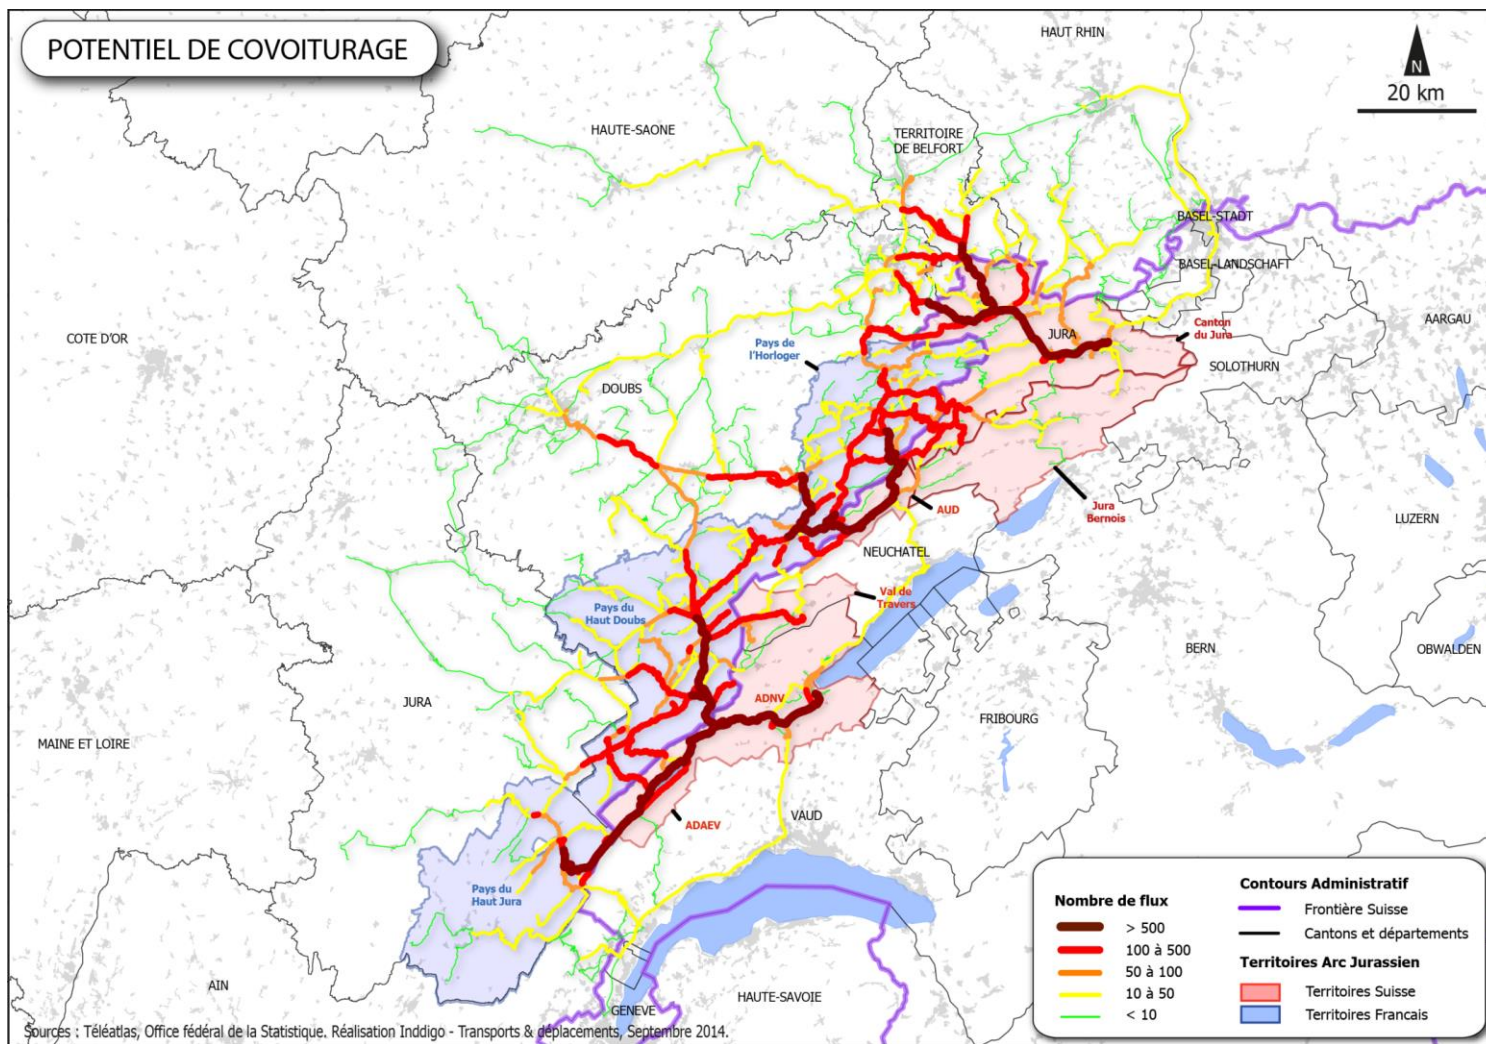 POTENTIEL DE COVOITURAGE
HAUT RHIN
N
20 km
HAUTE-SAONE
TERRITOIRE
DE BELFORT
BASEL-STADT
BASEL-LANDSCHAFT
COTE D'OR
AARGAU
Canton
du Jura
JURA
Pays de
l'Horloger
SOLOTHURN
DOUBS
Jura
Bernois
AUD
LUZERN
NEUCHATEL
Val de
Travers
Pays du
Haut Doubs
BERN
OBWALDEN
JURA
ADNV
FRIBOURG
MAINE ET LOIRE
VAUD
ADAEV
Pays du
Haut Jura
AIN
HAUTE-SAVOIE
GENEVE
Nombre de flux
> 500
100 à 500
50 à 100
10 à 50
< 10
Contours Administratif
Frontière Suisse
Cantons et départements
Territoires Arc Jurassien
Territoires Suisse
Territoires Francais
Sources : Téléatlas, Office fédéral de la Statistique. Réalisation Inddigo - Transports & déplacements, Septembre 2014.